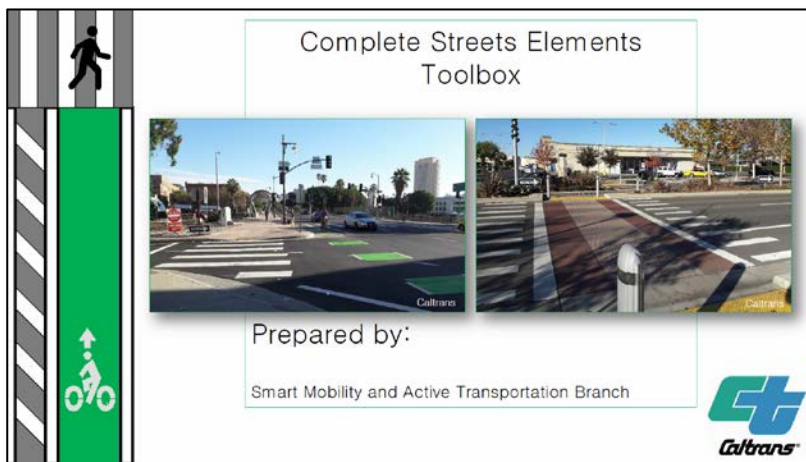 Complete Streets Elements
Toolbox
Caltrans
Caltrans
Prepared by:
Smart Mobility and Active Transportation Branch
Caltrans